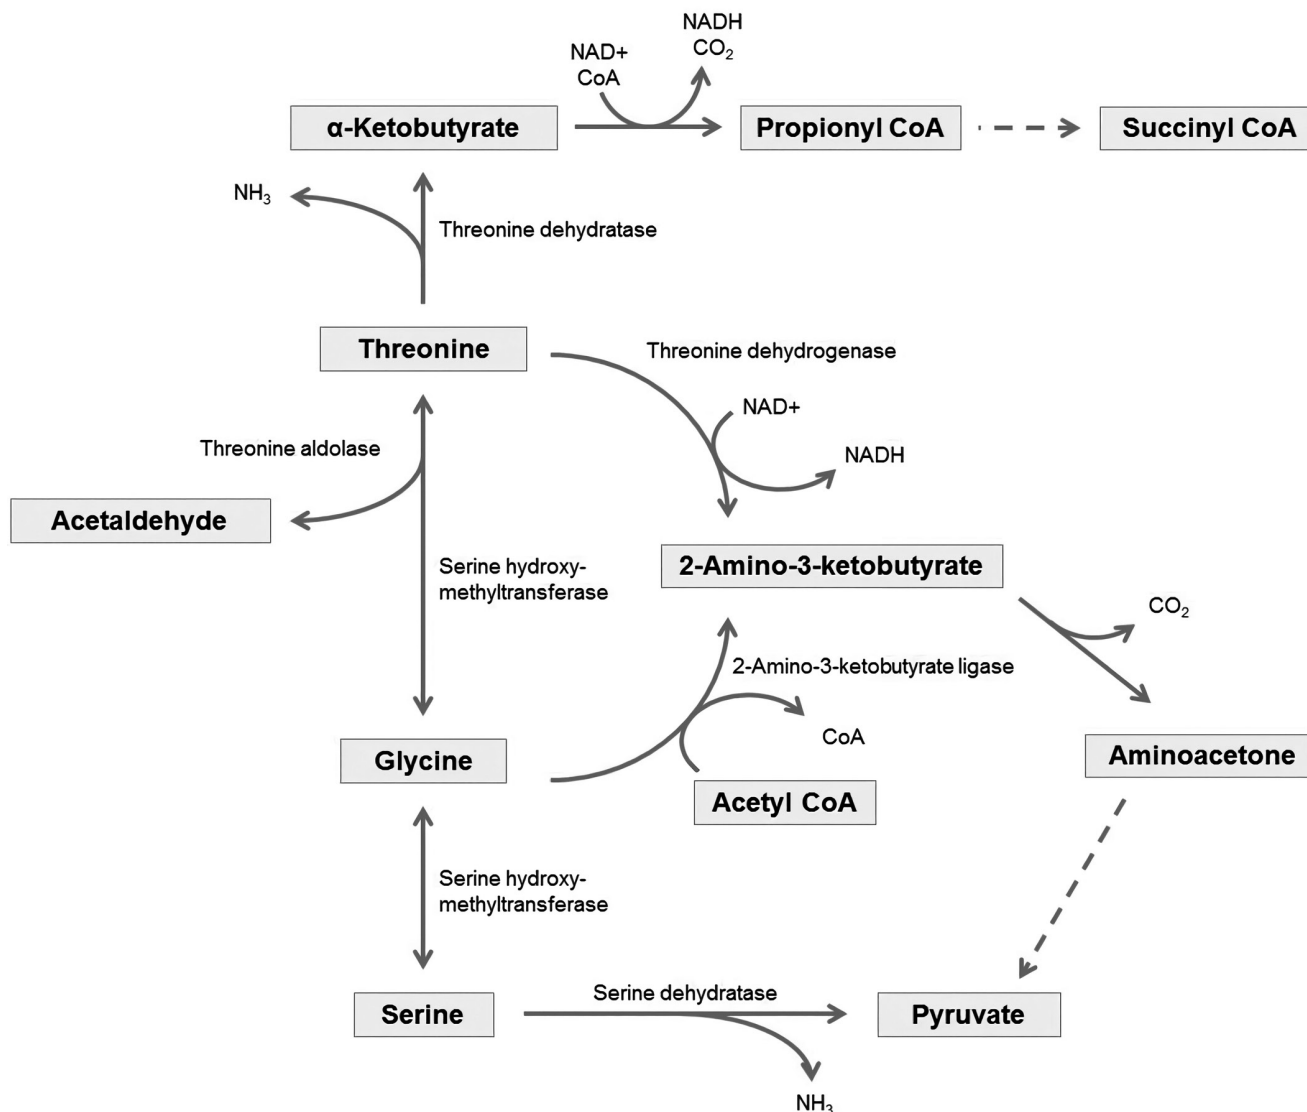 NADH
CO₂
NAD+
CoA
α-Ketobutyrate
Propionyl CoA
Succinyl CoA
NH₃
Threonine dehydratase
Threonine
Threonine dehydrogenase
NAD+
NADH
Threonine aldolase
Acetaldehyde
Serine hydroxy-
methyltransferase
2-Amino-3-ketobutyrate
CO₂
2-Amino-3-ketobutyrate ligase
CoA
Glycine
Acetyl CoA
Aminoacetone
Serine hydroxy-
methyltransferase
Serine
Serine dehydratase
Pyruvate
NH₃